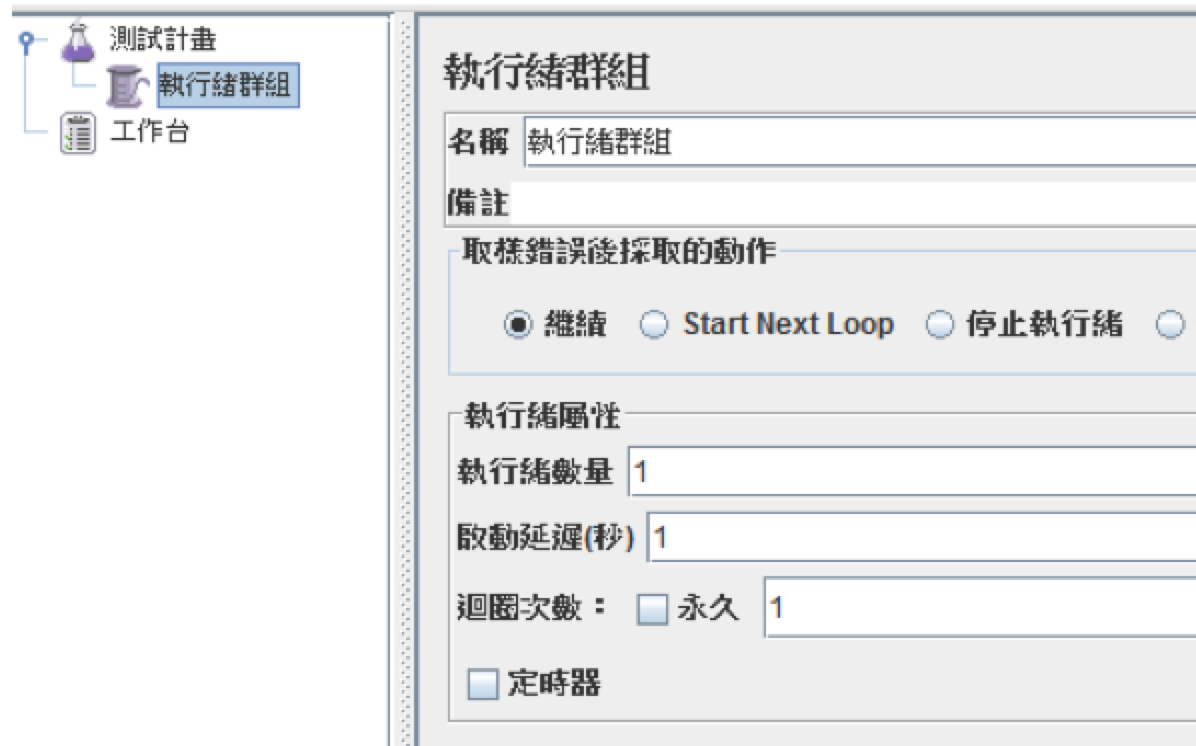 測試計畫
執行緒群組
工作台
執行緒群組
名稱 執行緒群組
備註
取樣錯誤後採取的動作
繼續 Start Next Loop 停止執行緒
執行緒屬性
執行緒數量 1
啟動延遲(秒) 1
迴圈次數： 永久 1
定時器